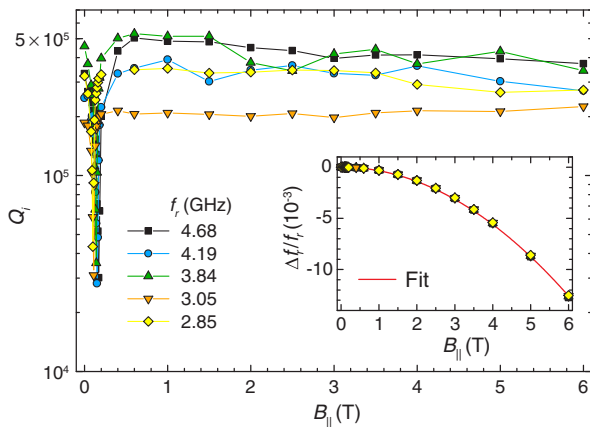 5 × 10⁵
10⁵
10⁴
Qᵢ
0 1 2 3 4 5 6
B|| (T)
fᵣ (GHz)
4.68
4.19
3.84
3.05
2.85
0
-5
-10
Δfᵣ/fᵣ (10⁻³)
Fit
0 1 2 3 4 5 6
B|| (T)